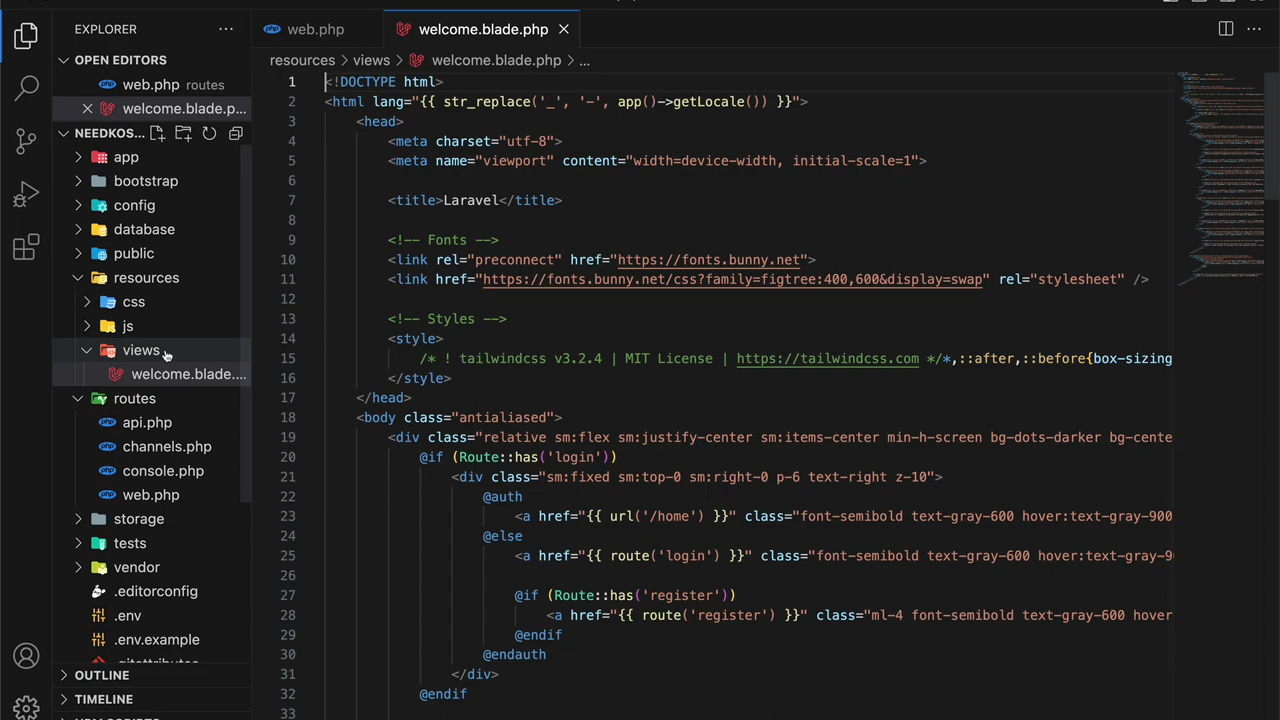 EXPLORER
web.php
welcome.blade.php
OPEN EDITORS
web.php routes
welcome.blade.p...
NEEDKOS...
app
bootstrap
config
database
public
resources
css
js
views
welcome.blade....
routes
api.php
channels.php
console.php
web.php
storage
tests
vendor
.editorconfig
.env
.env.example
.gitattributes
OUTLINE
TIMELINE
NPM SCRIPTS
resources > views > welcome.blade.php > ...
1 <!DOCTYPE html>
2 <html lang="{{ str_replace('_', '-', app()->getLocale()) }}">
3 <head>
4 <meta charset="utf-8">
5 <meta name="viewport" content="width=device-width, initial-scale=1">
6
7 <title>Laravel</title>
8
9 <!-- Fonts -->
10 <link rel="preconnect" href="https://fonts.bunny.net">
11 <link href="https://fonts.bunny.net/css?family=figtree:400,600&display=swap" rel="stylesheet" />
12
13 <!-- Styles -->
14 <style>
15 /* ! tailwindcss v3.2.4 | MIT License | https://tailwindcss.com */*,::after,::before{box-sizing
16 </style>
17 </head>
18 <body class="antialiased">
19 <div class="relative sm:flex sm:justify-center sm:items-center min-h-screen bg-dots-darker bg-cente
20 @if (Route::has('login'))
21 <div class="sm:fixed sm:top-0 sm:right-0 p-6 text-right z-10">
22 @auth
23 <a href="{{ url('/home') }}" class="font-semibold text-gray-600 hover:text-gray-900
24 @else
25 <a href="{{ route('login') }}" class="font-semibold text-gray-600 hover:text-gray-9
26
27 @if (Route::has('register'))
28 <a href="{{ route('register') }}" class="ml-4 font-semibold text-gray-600 hover
29 @endif
30 @endauth
31 </div>
32 @endif
33